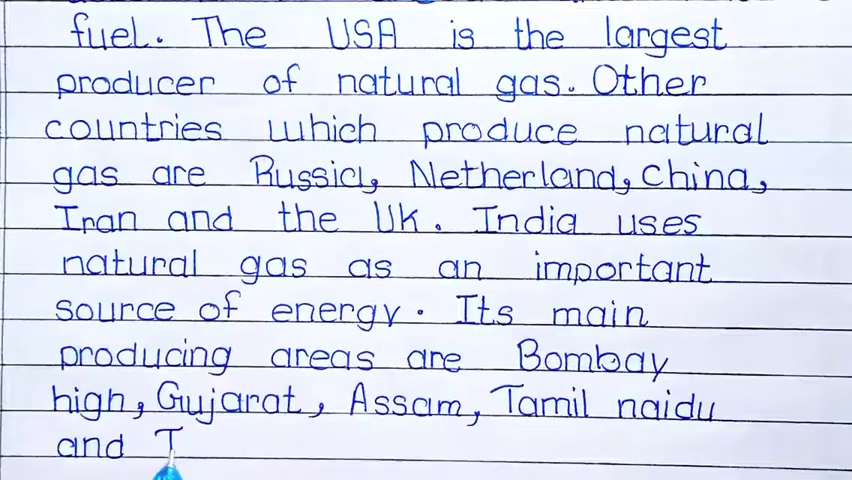 fuel. The USA is the largest
producer of natural gas. Other
countries which produce natural
gas are Russia, Netherland, China,
Iran and the UK. India uses
natural gas as an important
source of energy. Its main
producing areas are Bombay
high, Gujarat, Assam, Tamil naidu
and T